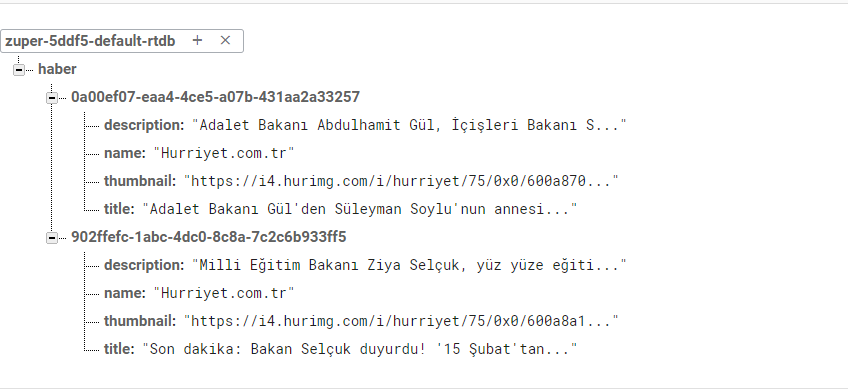 zuper-5ddf5-default-rtdb + ×
haber
0a00ef07-eaa4-4ce5-a07b-431aa2a33257
description: "Adalet Bakanı Abdulhamit Gül, İçişleri Bakanı S..."
name: "Hurriyet.com.tr"
thumbnail: "https://i4.hurimg.com/i/hurriyet/75/0x0/600a870..."
title: "Adalet Bakanı Gül'den Süleyman Soylu'nun annesi..."
902ffefc-1abc-4dc0-8c8a-7c2c6b933ff5
description: "Milli Eğitim Bakanı Ziya Selçuk, yüz yüze eğiti..."
name: "Hurriyet.com.tr"
thumbnail: "https://i4.hurimg.com/i/hurriyet/75/0x0/600a8a1..."
title: "Son dakika: Bakan Selçuk duyurdu! '15 Şubat'tan..."